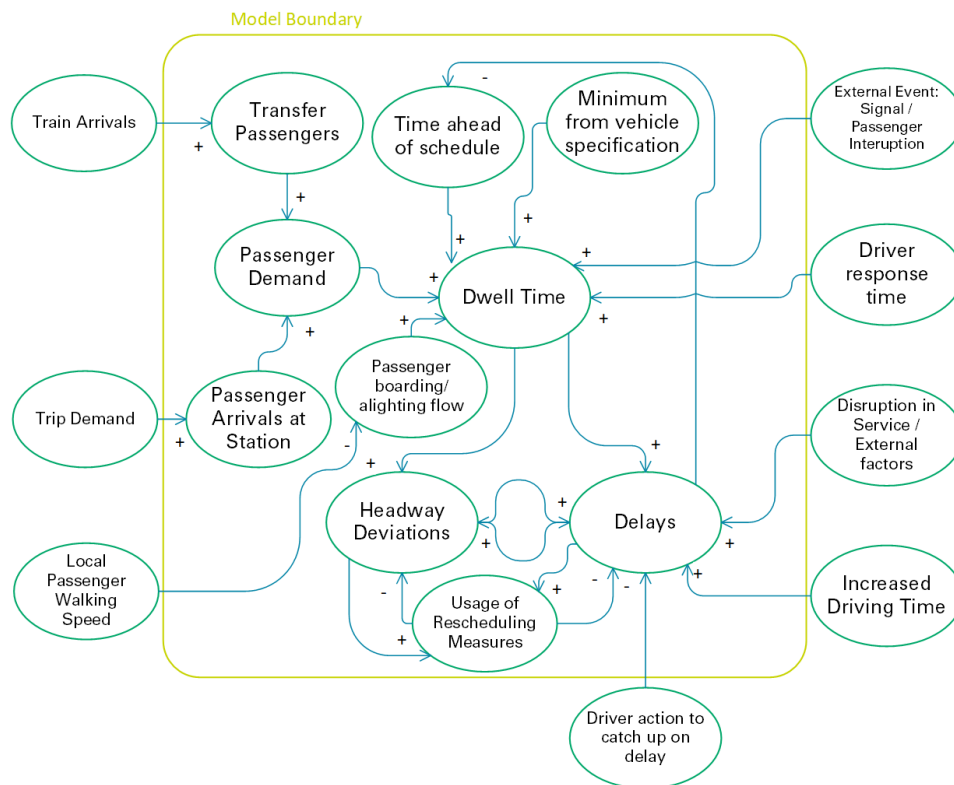 Model Boundary
Train Arrivals
+
Transfer
Passengers
+
Time ahead
of schedule
-
+
Minimum
from vehicle
specification
+
External Event:
Signal /
Passenger
Interuption
+
Passenger
Demand
+
Dwell Time
Driver
response
time
+
+
Trip Demand
+
Passenger
Arrivals at
Station
+
Passenger
boarding/
alighting flow
-
Disruption in
Service /
External
factors
+
+
+
Headway
Deviations
+
+
Delays
Local
Passenger
Walking
Speed
-
+
Usage of
Rescheduling
Measures
+
-
-
+
Increased
Driving Time
Driver action to
catch up on
delay